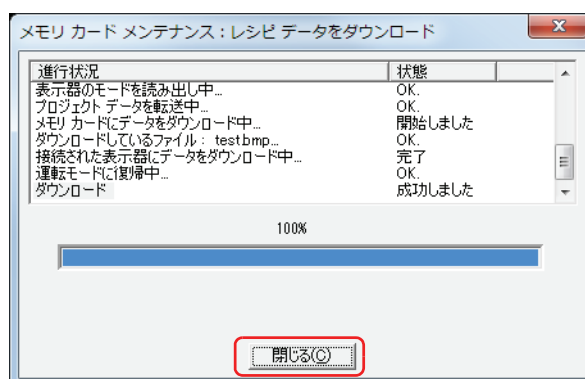 メモリ カード メンテナンス：レシピ データをダウンロード
進行状況 状態
表示器のモードを読み出し中... OK.
プロジェクト データを転送中... OK.
メモリ カードにデータをダウンロード中... 開始しました
ダウンロードしているファイル： test.bmp... OK.
接続された表示器にデータをダウンロード中... 完了
運転モードに復帰中... OK.
ダウンロード 成功しました
100%
閉じる(C)